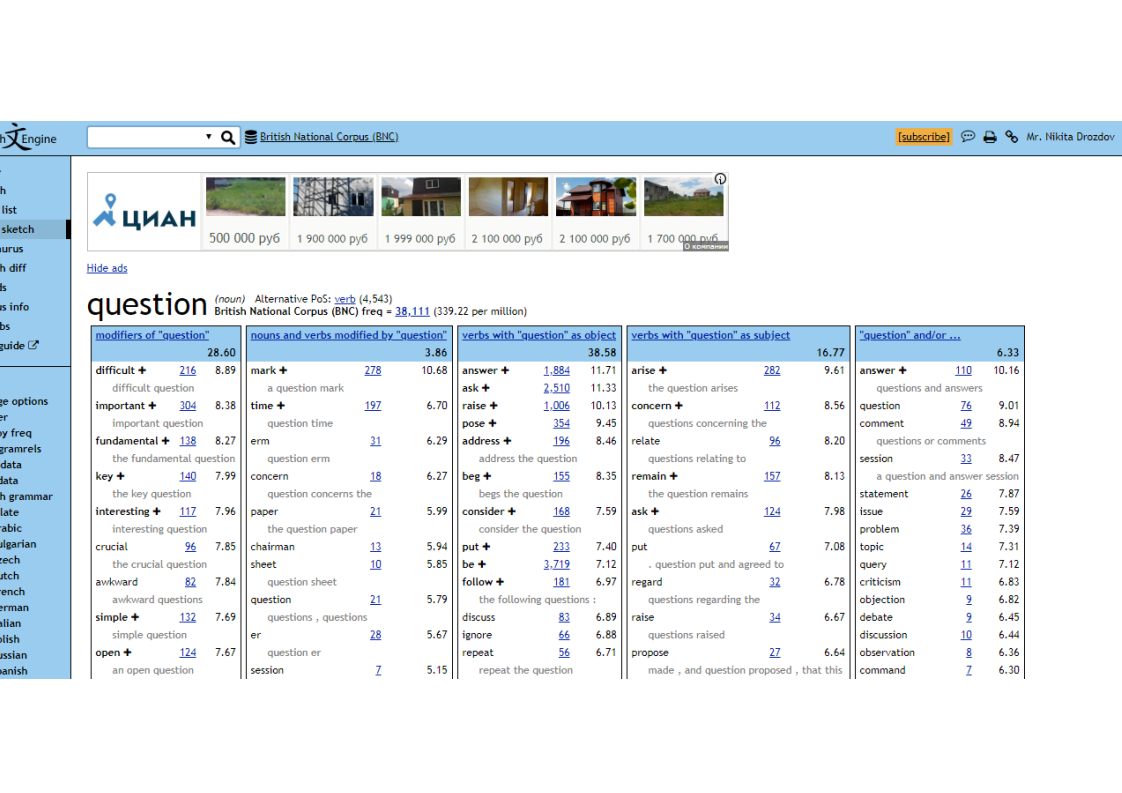 h文Engine
British National Corpus (BNC)
[subscribe]
Mr. Nikita Drozdov
h
list
sketch
urus
h diff
ds
us info
bs
guide
ge options
er
by freq
gramrels
data
data
h grammar
late
rabic
ulgarian
zech
utch
rench
erman
alian
olish
ussian
panish
ЦИАН
500 000 руб
1 900 000 руб
1 999 000 руб
2 100 000 руб
2 100 000 руб
1 700 000 руб
О компании
Hide ads
question (noun) Alternative PoS: verb (4,543)
British National Corpus (BNC) freq = 38,111 (339.22 per million)
modifiers of "question"
28.60
difficult + 216 8.89
difficult question
important + 304 8.38
important question
fundamental + 138 8.27
the fundamental question
key + 140 7.99
the key question
interesting + 117 7.96
interesting question
crucial 96 7.85
the crucial question
awkward 82 7.84
awkward questions
simple + 132 7.69
simple question
open + 124 7.67
an open question
nouns and verbs modified by "question"
3.86
mark + 278 10.68
a question mark
time + 197 6.70
question time
erm 31 6.29
question erm
concern 18 6.27
question concerns the
paper 21 5.99
the question paper
chairman 13 5.94
sheet 10 5.85
question sheet
question 21 5.79
questions , questions
er 28 5.67
question er
session 7 5.15
verbs with "question" as object
38.58
answer + 1,884 11.71
ask + 2,510 11.33
raise + 1,006 10.13
pose + 354 9.45
address + 196 8.46
address the question
beg + 155 8.35
begs the question
consider + 168 7.59
consider the question
put + 233 7.40
be + 3,719 7.12
follow + 181 6.97
the following questions :
discuss 83 6.89
ignore 66 6.88
repeat 56 6.71
repeat the question
verbs with "question" as subject
16.77
arise + 282 9.61
the question arises
concern + 112 8.56
questions concerning the
relate 96 8.20
questions relating to
remain + 157 8.13
the question remains
ask + 124 7.98
questions asked
put 67 7.08
. question put and agreed to
regard 32 6.78
questions regarding the
raise 34 6.67
questions raised
propose 27 6.64
made , and question proposed , that this
"question" and/or ...
6.33
answer + 110 10.16
questions and answers
question 76 9.01
comment 49 8.94
questions or comments
session 33 8.47
a question and answer session
statement 26 7.87
issue 29 7.59
problem 36 7.39
topic 14 7.31
query 11 7.12
criticism 11 6.83
objection 9 6.82
debate 9 6.45
discussion 10 6.44
observation 8 6.36
command 7 6.30